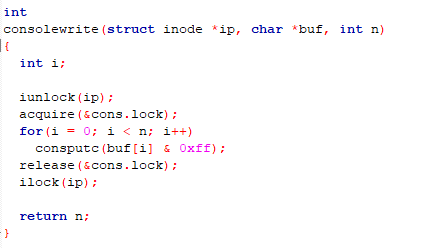 int
consolewrite(struct inode *ip, char *buf, int n)
{
  int i;

  iunlock(ip);
  acquire(&cons.lock);
  for(i = 0; i < n; i++)
    consputc(buf[i] & 0xff);
  release(&cons.lock);
  ilock(ip);

  return n;
}